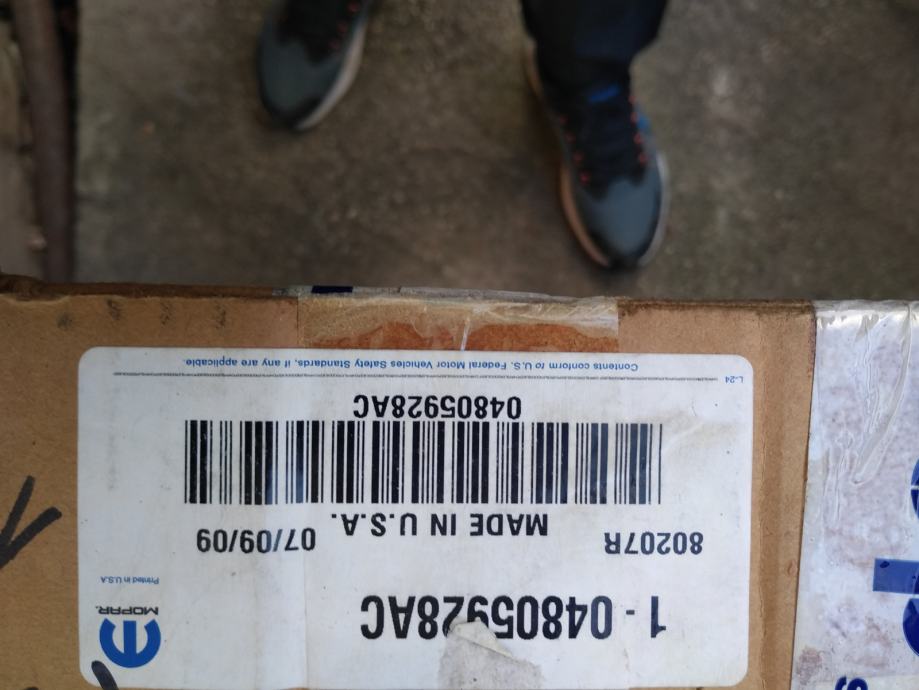 1 - 04805928AC
MOPAR.
Printed in U.S.A
80207R
MADE IN U.S.A.
07/09/09
04805928AC
L-24
Contents conform to U.S. Federal Motor Vehicles Safety Standards, if any are applicable.